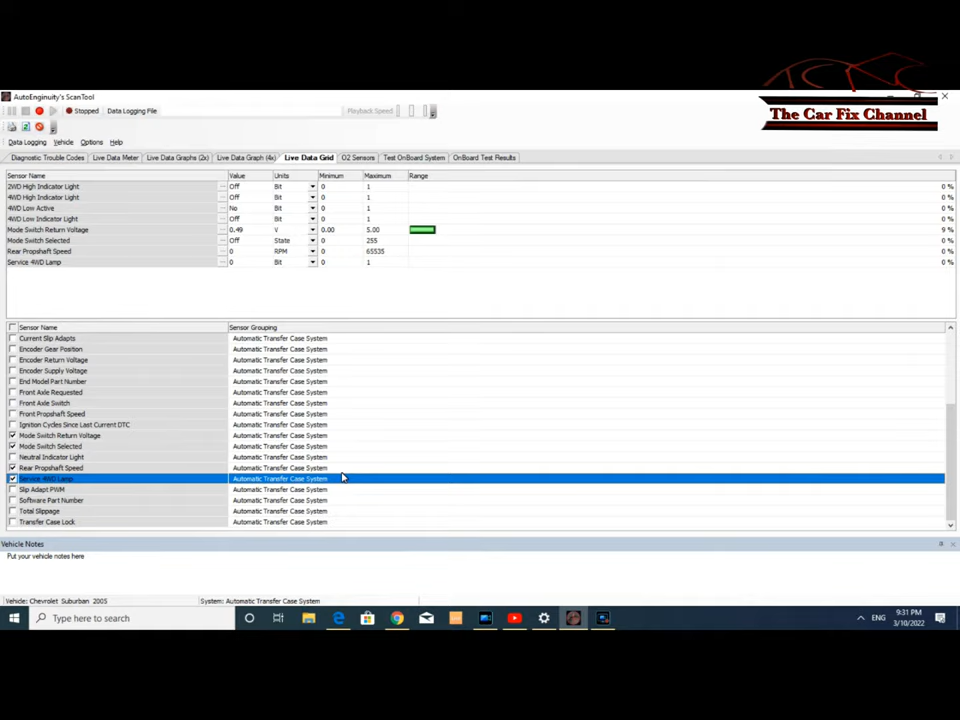 TCKC
The Car Fix Channel
AutoEnginuity's ScanTool
Stopped Data Logging File Playback Speed
Data Logging Vehicle Options Help
Diagnostic Trouble Codes Live Data Meter Live Data Graphs (2x) Live Data Graph (4x) Live Data Grid O2 Sensors Test OnBoard System OnBoard Test Results
Sensor Name Value Units Minimum Maximum Range
2WD High Indicator Light ... Off Bit 0 1 0 %
4WD High Indicator Light ... Off Bit 0 1 0 %
4WD Low Active ... No Bit 0 1 0 %
4WD Low Indicator Light ... Off Bit 0 1 0 %
Mode Switch Return Voltage ... 0.49 V 0.00 5.00 9 %
Mode Switch Selected ... Off State 0 255 0 %
Rear Propshaft Speed ... 0 RPM 0 65535 0 %
Service 4WD Lamp ... 0 Bit 0 1 0 %
Sensor Name Sensor Grouping
Current Slip Adapts Automatic Transfer Case System
Encoder Gear Position Automatic Transfer Case System
Encoder Return Voltage Automatic Transfer Case System
Encoder Supply Voltage Automatic Transfer Case System
End Model Part Number Automatic Transfer Case System
Front Axle Requested Automatic Transfer Case System
Front Axle Switch Automatic Transfer Case System
Front Propshaft Speed Automatic Transfer Case System
Ignition Cycles Since Last Current DTC Automatic Transfer Case System
Mode Switch Return Voltage Automatic Transfer Case System
Mode Switch Selected Automatic Transfer Case System
Neutral Indicator Light Automatic Transfer Case System
Rear Propshaft Speed Automatic Transfer Case System
Service 4WD Lamp Automatic Transfer Case System
Slip Adapt PWM Automatic Transfer Case System
Software Part Number Automatic Transfer Case System
Total Slippage Automatic Transfer Case System
Transfer Case Lock Automatic Transfer Case System
Vehicle Notes
Put your vehicle notes here
Vehicle: Chevrolet Suburban 2005 System: Automatic Transfer Case System
Type here to search ENG 9:31 PM
3/10/2022